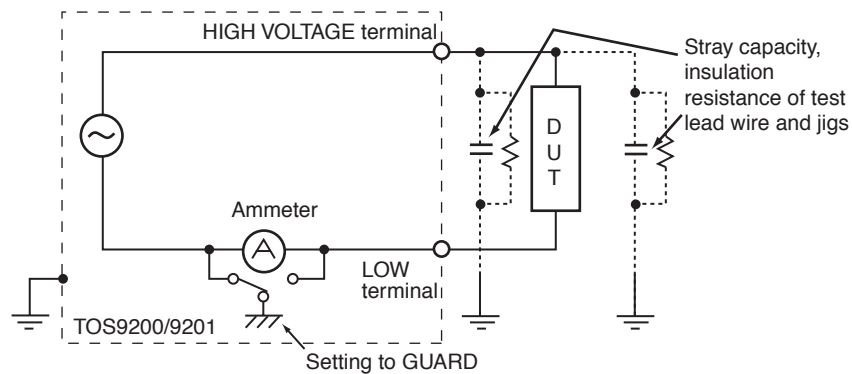 HIGH VOLTAGE terminal
Stray capacity,
insulation
resistance of test
lead wire and jigs
D
U
T
Ammeter
A
LOW
terminal
TOS9200/9201
Setting to GUARD